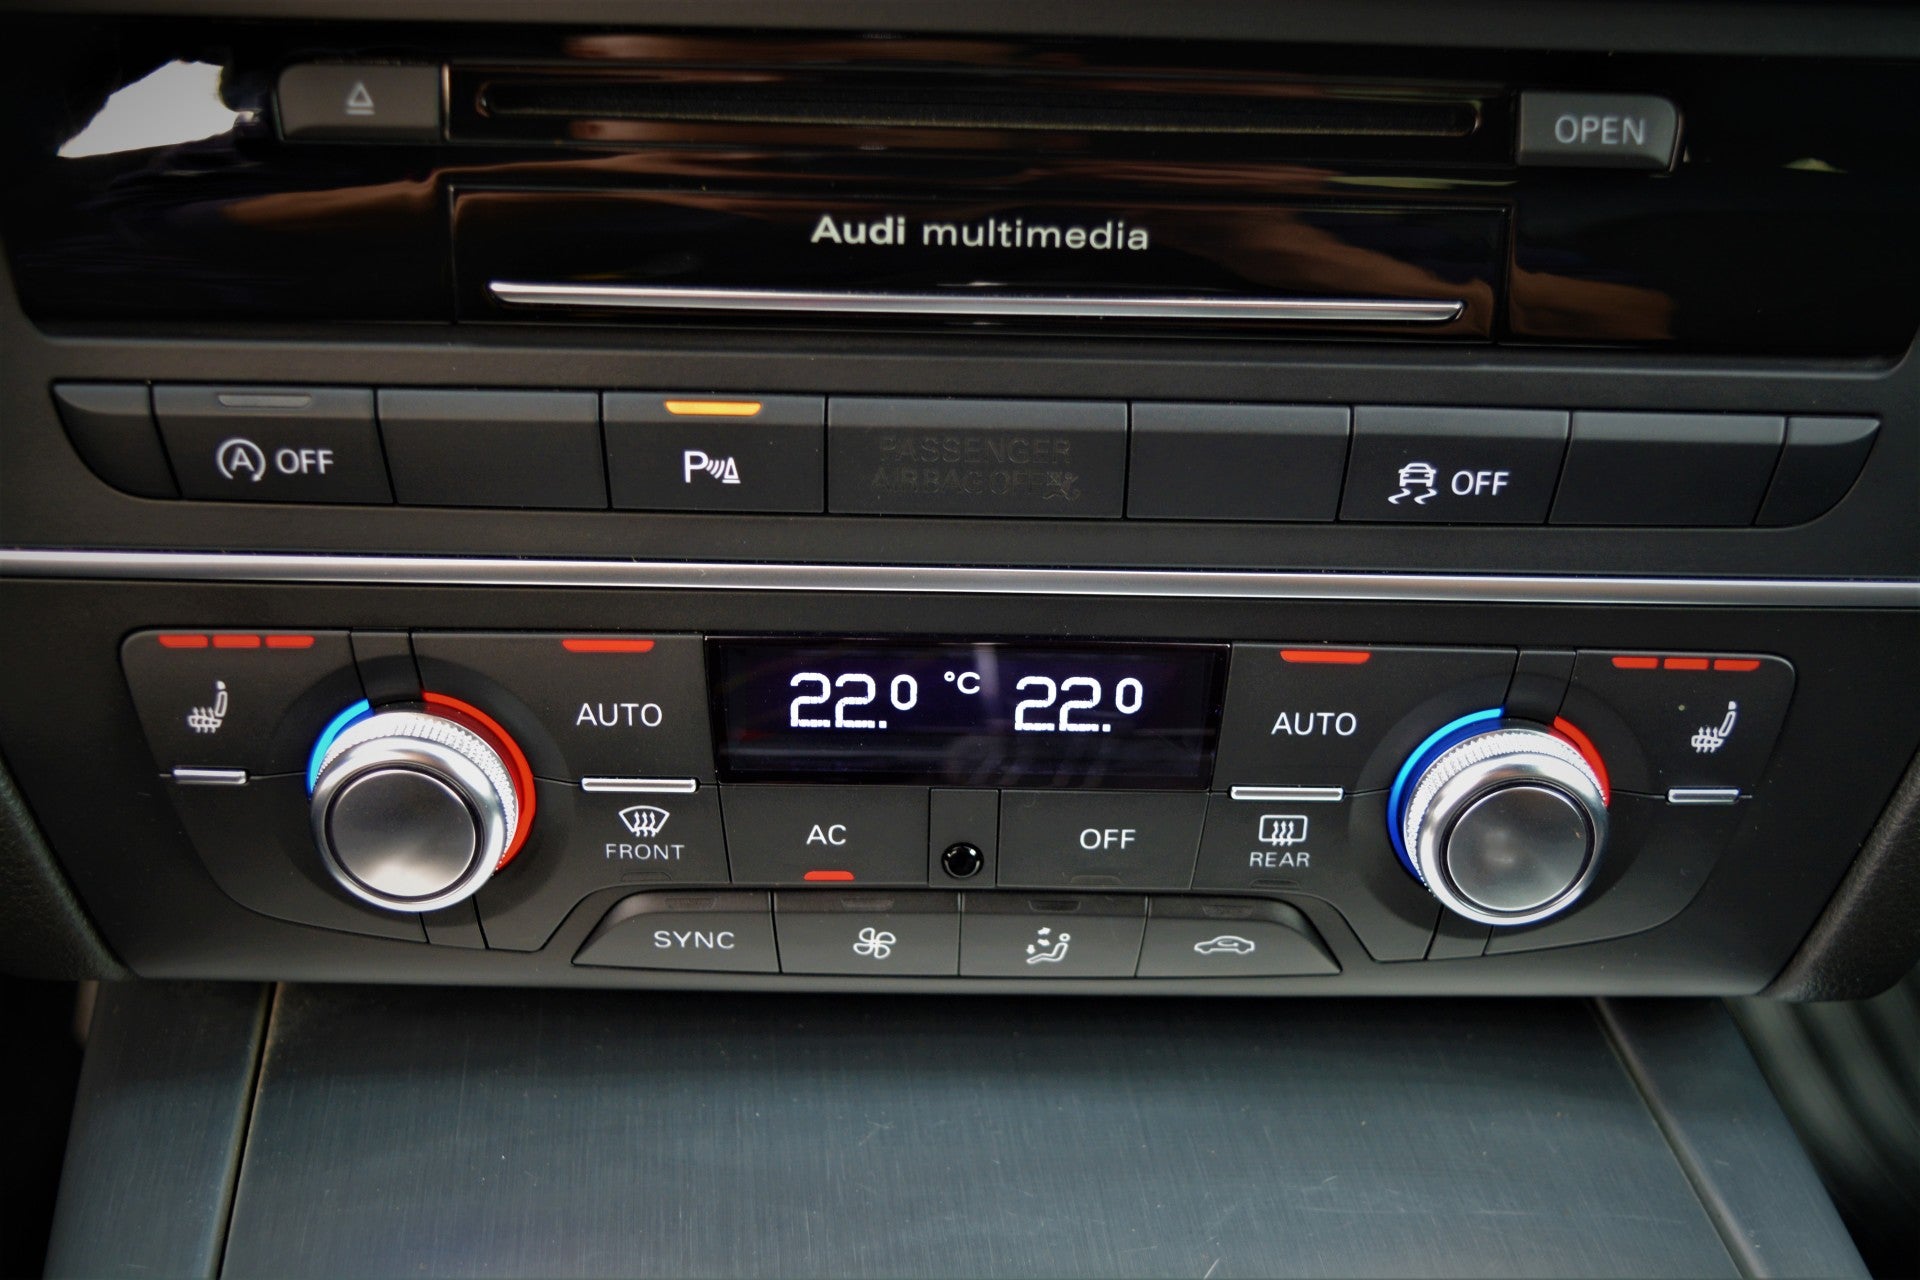 OPEN
Audi multimedia
A OFF
P
PASSENGER
AIRBAG OFF
OFF
22.0 °C 22.0
AUTO
AUTO
FRONT
AC
OFF
REAR
SYNC